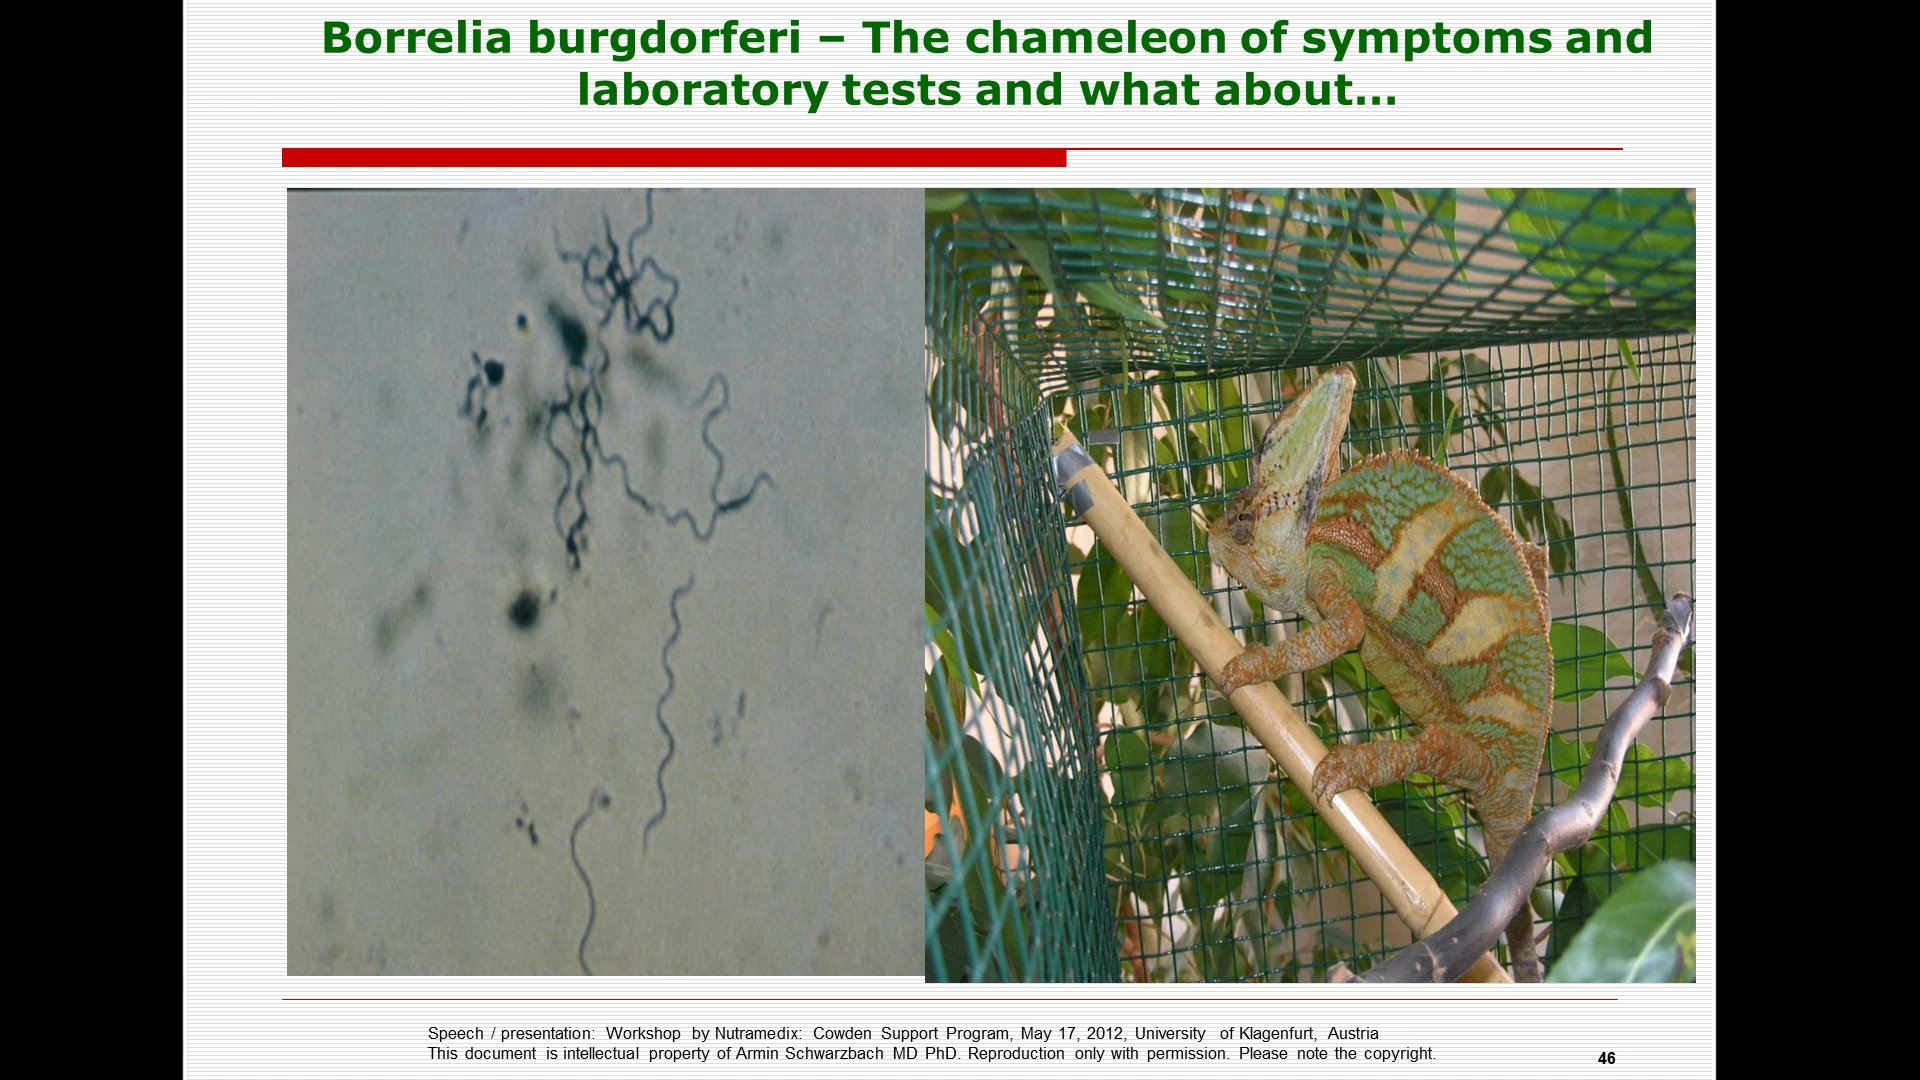 Borrelia burgdorferi – The chameleon of symptoms and
laboratory tests and what about...
Speech / presentation: Workshop by Nutramedix: Cowden Support Program, May 17, 2012, University of Klagenfurt, Austria
This document is intellectual property of Armin Schwarzbach MD PhD. Reproduction only with permission. Please note the copyright.
46